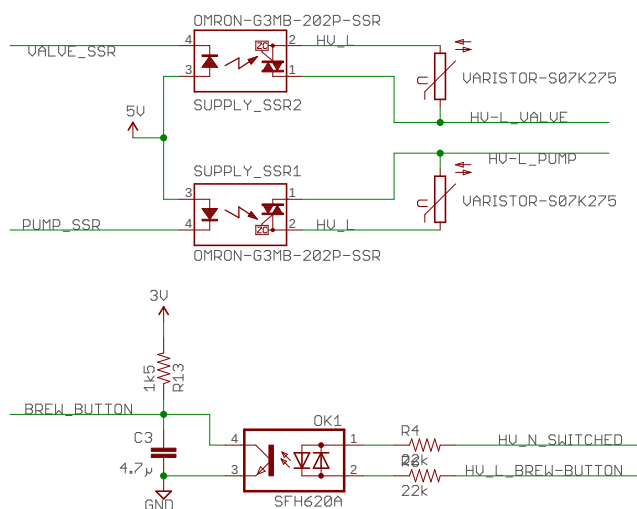 OMRON-G3MB-202P-SSR
4
2
HV_L
VALVE_SSR
ZC
VARISTOR-S07K275
3
1
SUPPLY_SSR2
5V
HV-L_VALVE
HV-L_PUMP
SUPPLY_SSR1
3
1
VARISTOR-S07K275
PUMP_SSR
4
ZC
2
HV_L
OMRON-G3MB-202P-SSR
3V
1k5
R13
BREW_BUTTON
OK1
C3
R4
4
1
HV_N_SWITCHED
22k
4.7µ
3
2
HV_L_BREW-BUTTON
22k
GND
SFH620A